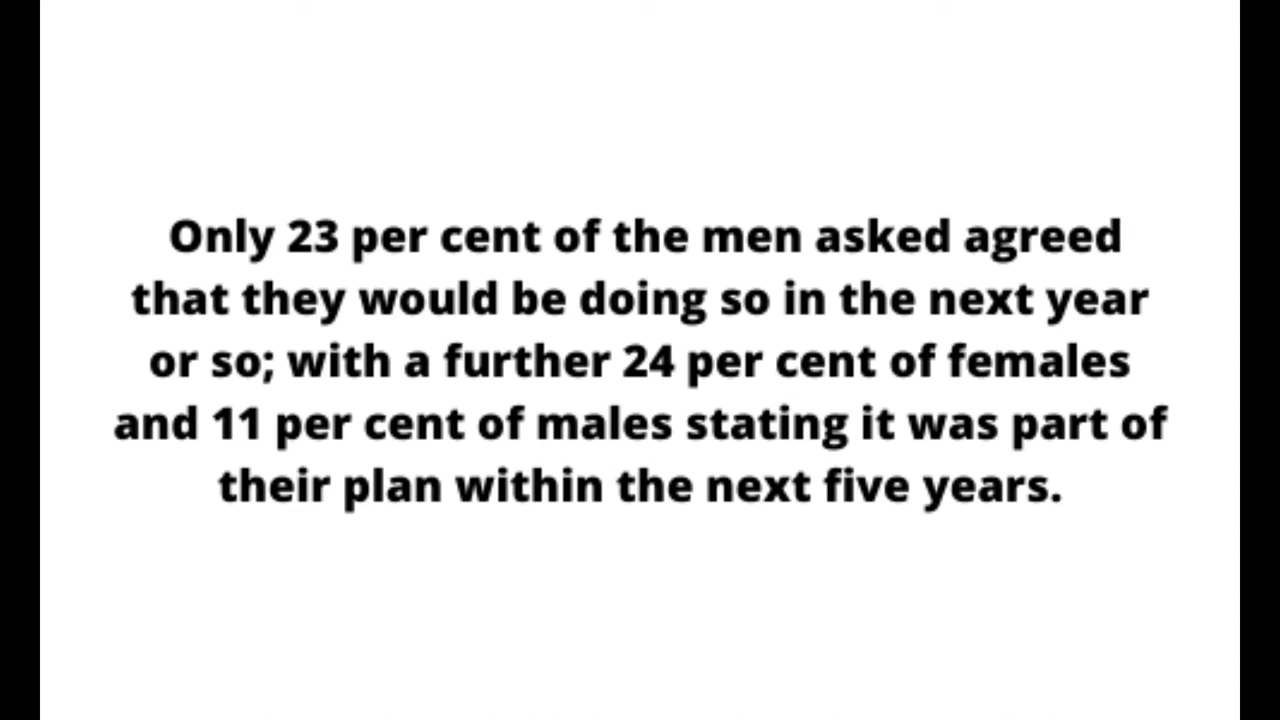 Only 23 per cent of the men asked agreed
that they would be doing so in the next year
or so; with a further 24 per cent of females
and 11 per cent of males stating it was part of
their plan within the next five years.